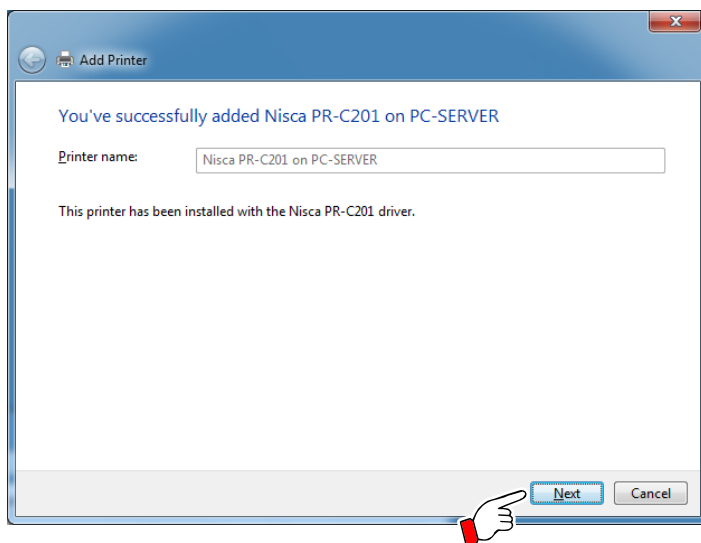 Add Printer
You've successfully added Nisca PR-C201 on PC-SERVER
Printer name:
Nisca PR-C201 on PC-SERVER
This printer has been installed with the Nisca PR-C201 driver.
Next
Cancel